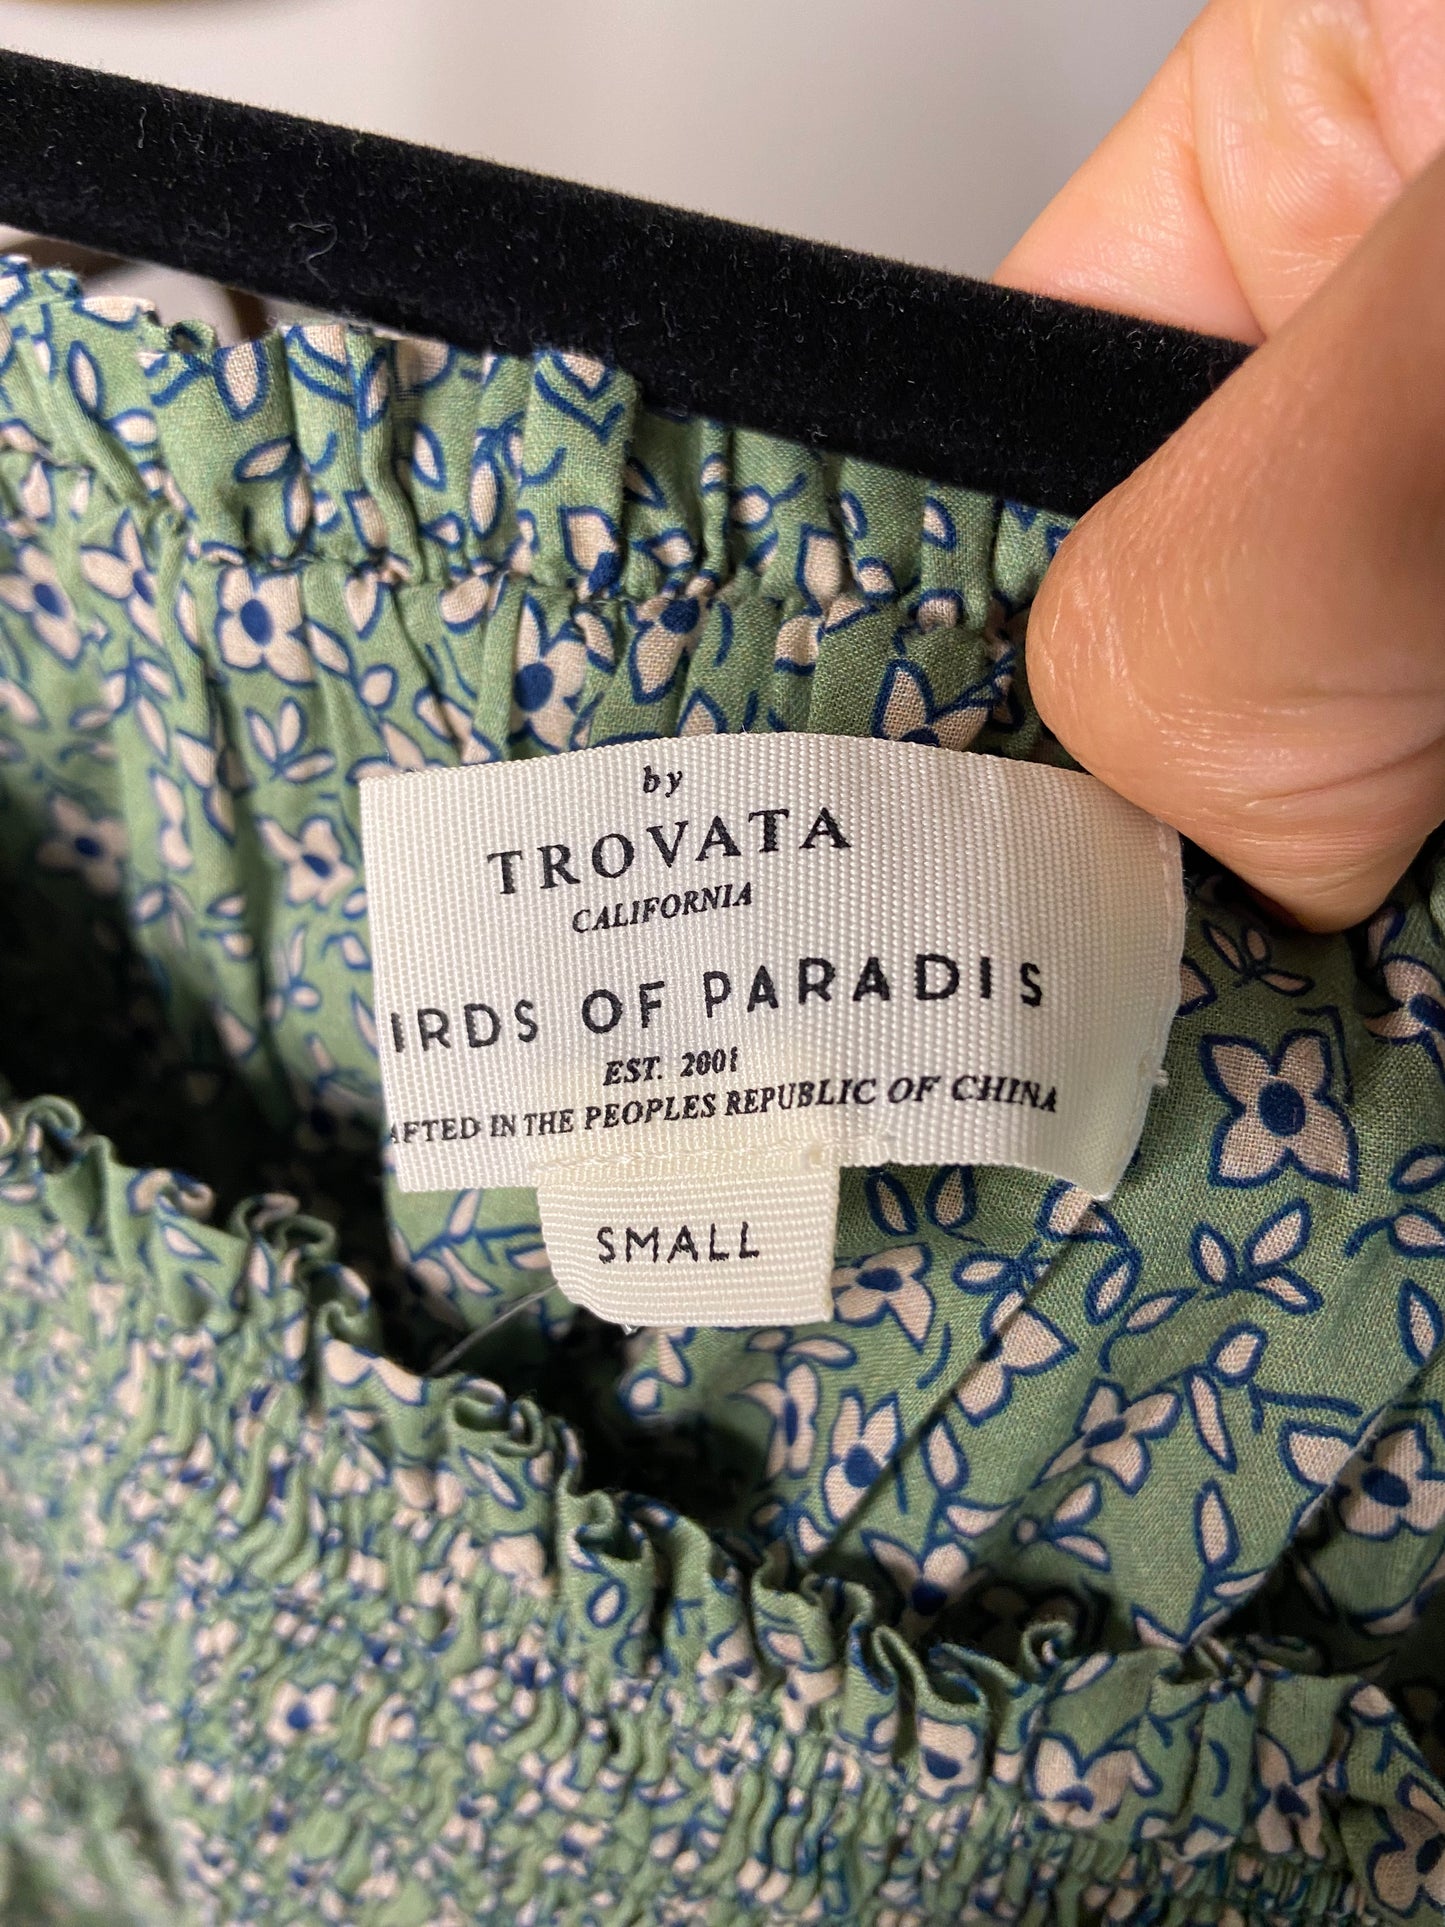 by
TROVATA
CALIFORNIA
IRDS OF PARADIS
EST. 2001
AFTED IN THE PEOPLES REPUBLIC OF CHINA
SMALL